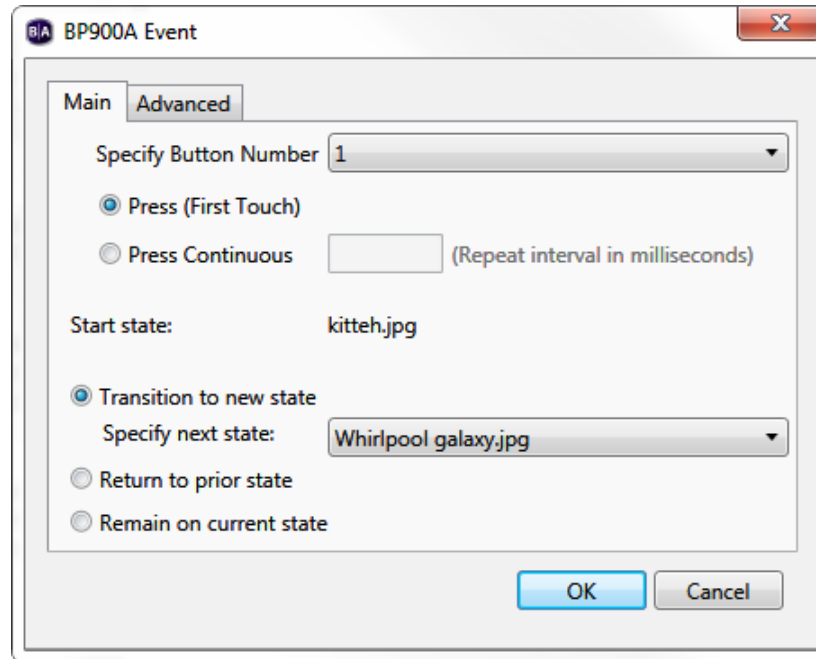 B|A BP900A Event
Main Advanced
Specify Button Number 1
Press (First Touch)
Press Continuous (Repeat interval in milliseconds)
Start state: kitteh.jpg
Transition to new state
Specify next state: Whirlpool galaxy.jpg
Return to prior state
Remain on current state
OK Cancel